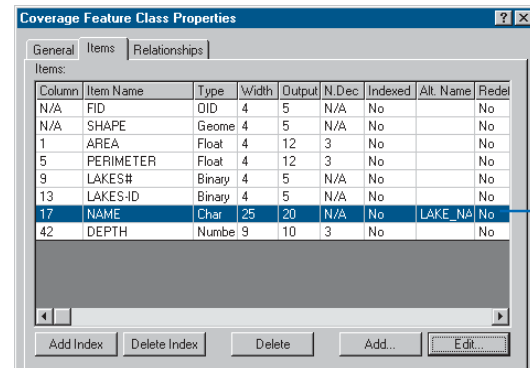 Coverage Feature Class Properties
General Items Relationships
Items:
Column Item Name Type Width Output N.Dec Indexed Alt. Name Redef
N/A FID OID 4 5 N/A No No
N/A SHAPE Geome 4 5 N/A No No
1 AREA Float 4 12 3 No No
5 PERIMETER Float 4 12 3 No No
9 LAKES# Binary 4 5 N/A No No
13 LAKES-ID Binary 4 5 N/A No No
17 NAME Char 25 20 N/A No LAKE_NA No
42 DEPTH Numbe 9 10 3 No No
Add Index Delete Index Delete Add... Edit...